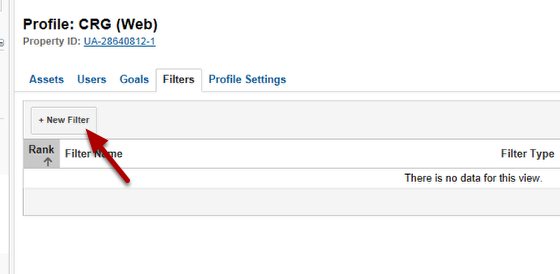 Profile: CRG (Web)
Property ID: UA-28640812-1
Assets Users Goals Filters Profile Settings
+ New Filter
Rank Filter Name Filter Type
There is no data for this view.